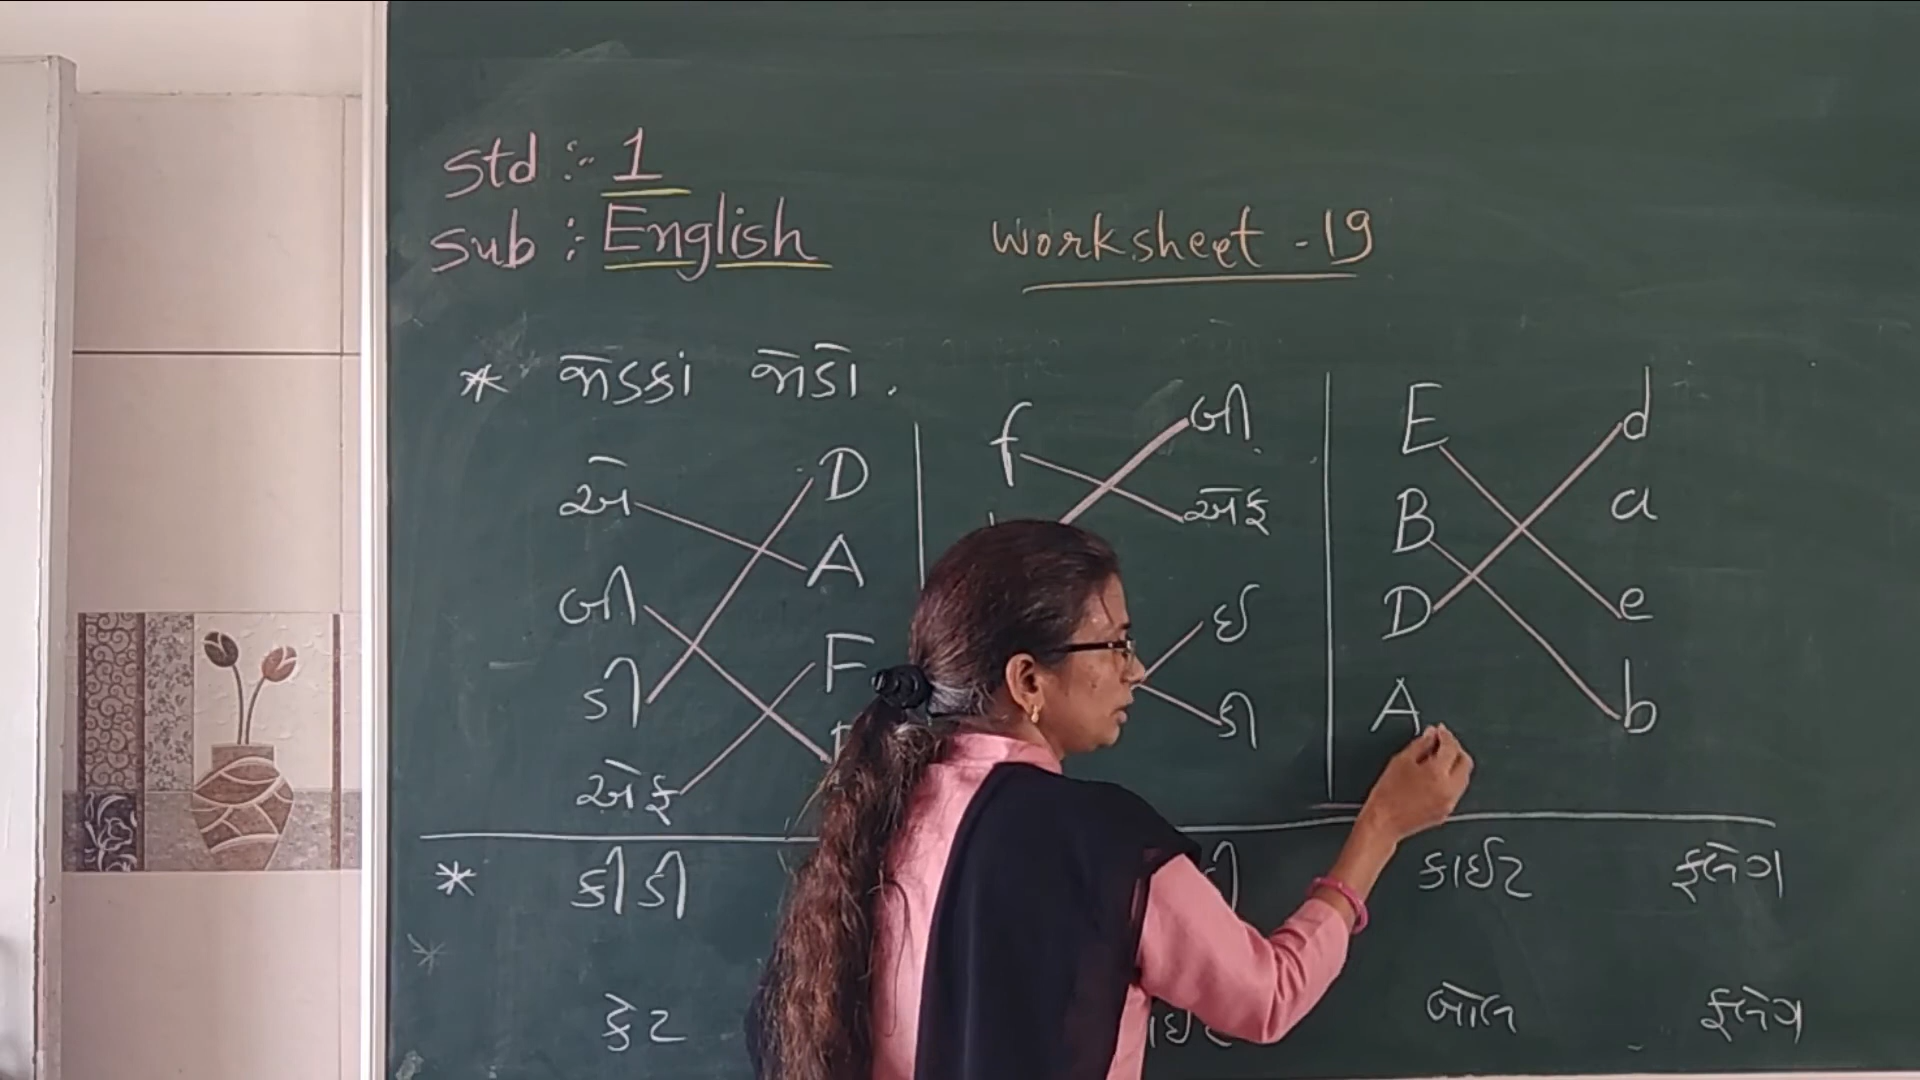 Std :- 1
Sub :- English
Worksheet - 19
* જોડકાં જોડો.
એ D
બી A
ડી F
એફ
f બી
એફ
ઈ
ડી
E d
B a
D e
A b
* કીડી કાઈટ ફ્લેગ
*
કેટ બોલ ફ્લેગ